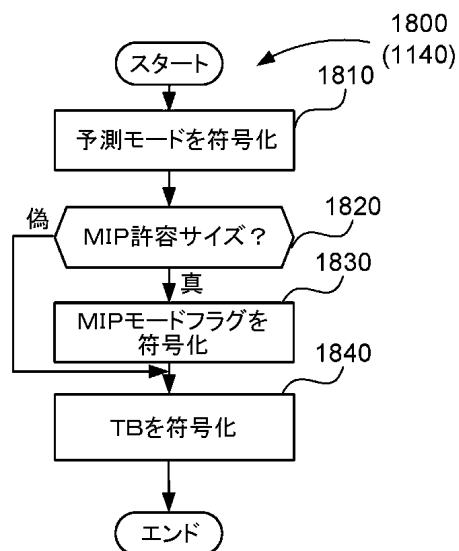 1800
(1140)
スタート
1810
予測モードを符号化
偽
MIP許容サイズ？
1820
真
1830
MIPモードフラグを
符号化
1840
TBを符号化
エンド